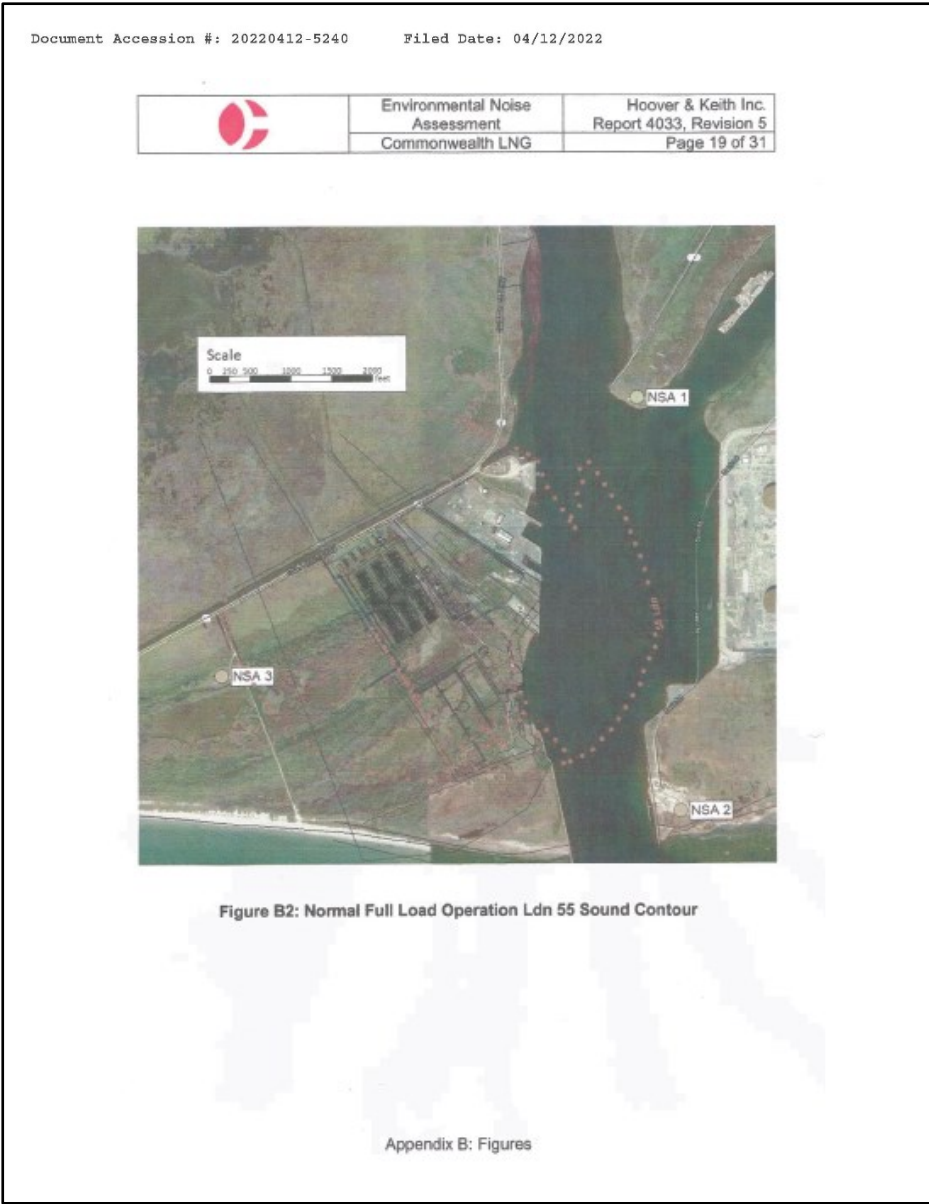 Document Accession #: 20220412-5240 Filed Date: 04/12/2022
Environmental Noise
Assessment
Commonwealth LNG
Hoover & Keith Inc.
Report 4033, Revision 5
Page 19 of 31
Scale
0 250 500 1000 1500 2000
feet
NSA 1
55 Ldn
NSA 3
NSA 2
Figure B2: Normal Full Load Operation Ldn 55 Sound Contour
Appendix B: Figures